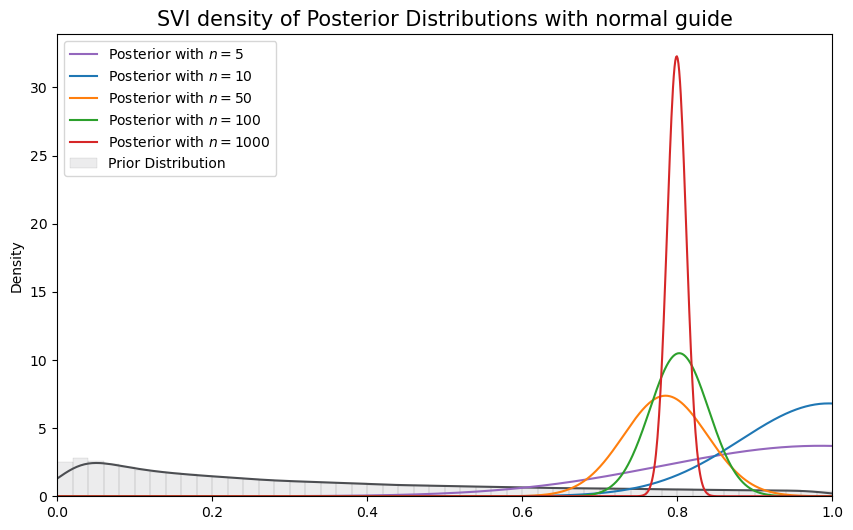 SVI density of Posterior Distributions with normal guide
Posterior with n = 5
Posterior with n = 10
Posterior with n = 50
Posterior with n = 100
Posterior with n = 1000
Prior Distribution
Density
30
25
20
15
10
5
0
0.0 0.2 0.4 0.6 0.8 1.0